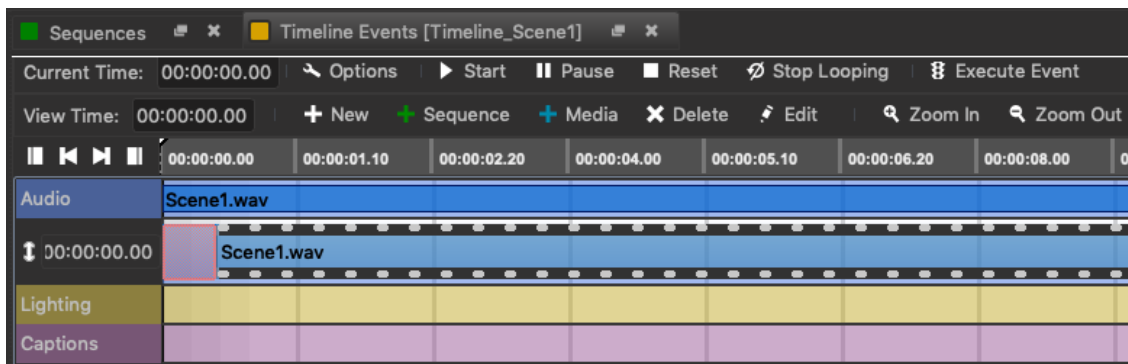 Sequences Timeline Events [Timeline_Scene1]
Current Time: 00:00:00.00 Options Start Pause Reset Stop Looping Execute Event
View Time: 00:00:00.00 New Sequence Media Delete Edit Zoom In Zoom Out
00:00:00.00 00:00:01.10 00:00:02.20 00:00:04.00 00:00:05.10 00:00:06.20 00:00:08.00 0
Audio Scene1.wav
00:00:00.00 Scene1.wav
Lighting
Captions